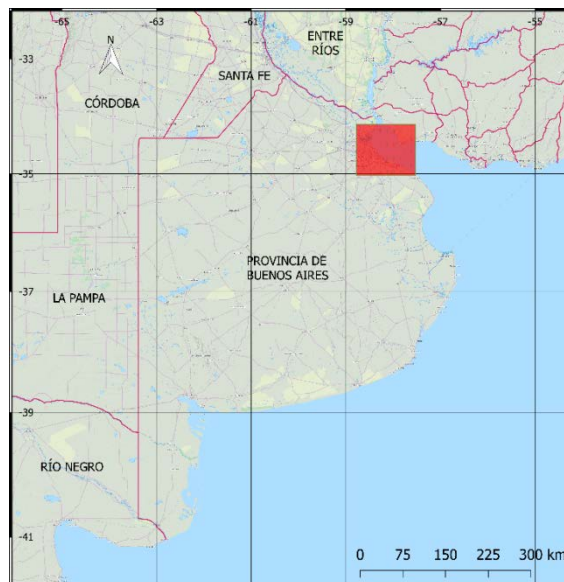 -65 -63 -61 -59 -57 -55
N
ENTRE
RÍOS
-33
SANTA FE
CÓRDOBA
-35
PROVINCIA DE
BUENOS AIRES
-37
LA PAMPA
-39
RÍO NEGRO
-41
0 75 150 225 300 km